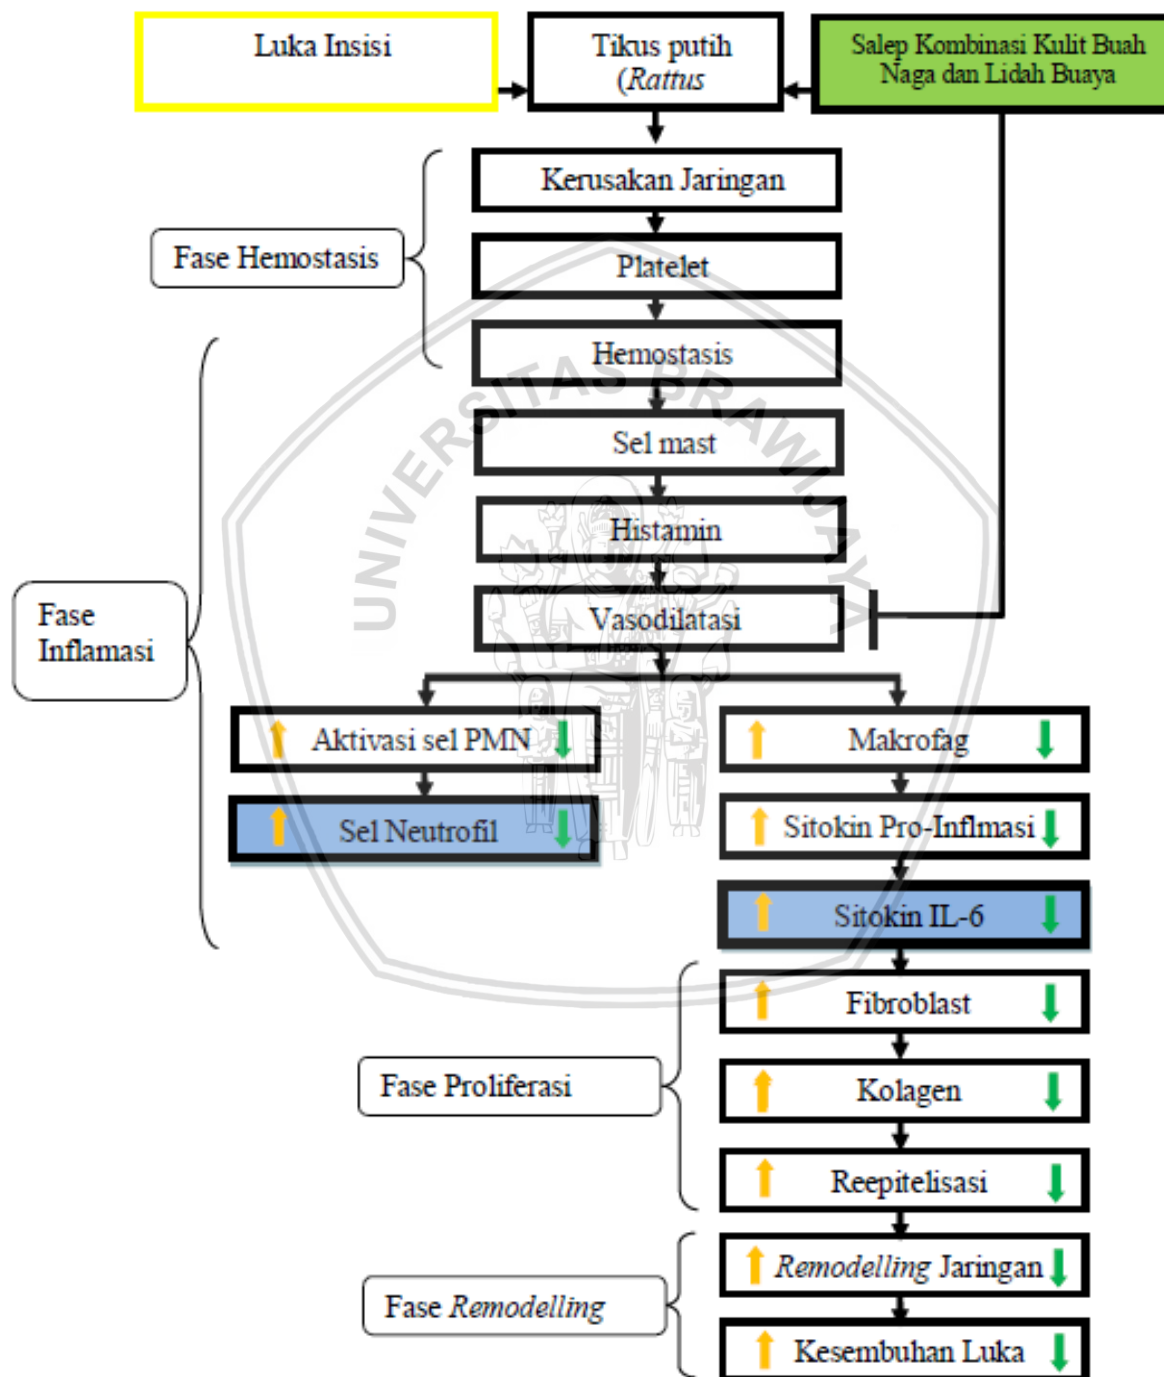 Luka Insisi
Tikus putih
(Rattus
Salep Kombinasi Kulit Buah
Naga dan Lidah Buaya
Kerusakan Jaringan
Fase Hemostasis
Platelet
Hemostasis
UNIVERSITAS BRAWIJAYA
Sel mast
Histamin
Fase
Inflamasi
Vasodilatasi
Aktivasi sel PMN
Makrofag
Sel Neutrofil
Sitokin Pro-Inflmasi
Sitokin IL-6
Fibroblast
Fase Proliferasi
Kolagen
Reepitelisasi
Remodelling Jaringan
Fase Remodelling
Kesembuhan Luka